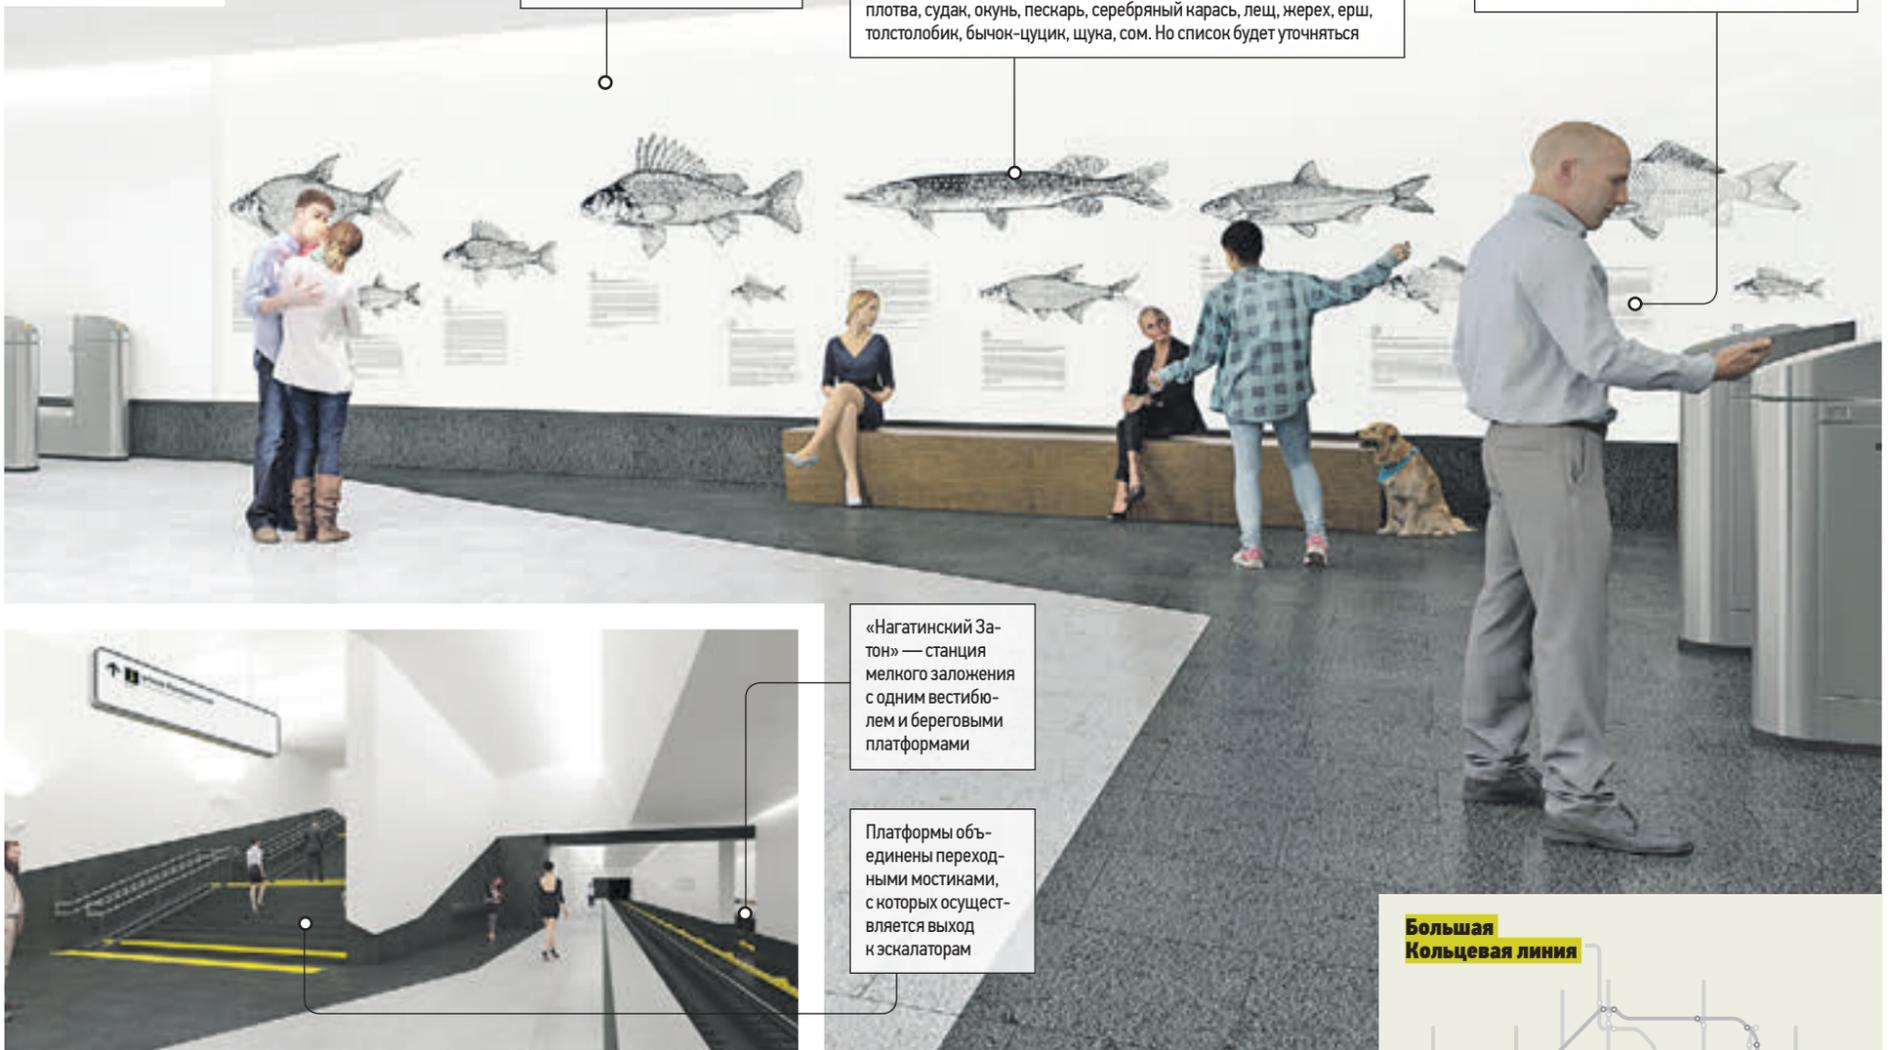 плотва, судак, окунь, пескарь, серебряный карась, лещ, жерех, ерш,
толстолобик, бычок-цуцик, щука, сом. Но список будет уточняться
«Нагатинский За-
тон» — станция
мелкого заложения
с одним вестибю-
лем и береговыми
платформами
Платформы объ-
единены переход-
ными мостиками,
с которых осущест-
вляется выход
к эскалаторам
Большая
Кольцевая линия